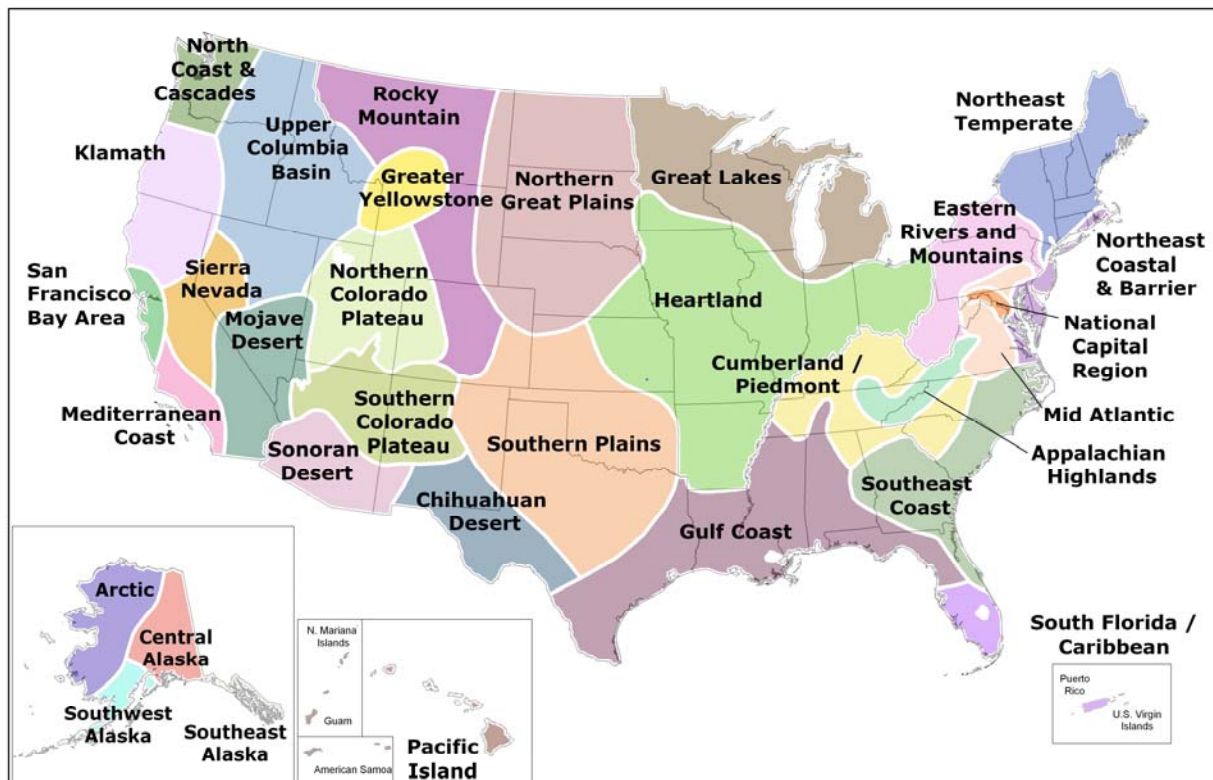 North
Coast &
Cascades
Rocky
Mountain
Northeast
Temperate
Klamath
Upper
Columbia
Basin
Greater
Yellowstone
Northern
Great Plains
Great Lakes
Eastern
Rivers and
Mountains
Northeast
Coastal
& Barrier
San
Francisco
Bay Area
Sierra
Nevada
Northern
Colorado
Plateau
Heartland
Mojave
Desert
National
Capital
Region
Cumberland /
Piedmont
Mediterranean
Coast
Southern
Colorado
Plateau
Mid Atlantic
Sonoran
Desert
Southern Plains
Appalachian
Highlands
Chihuahuan
Desert
Southeast
Coast
Gulf Coast
Arctic
Central
Alaska
Southwest
Alaska
Southeast
Alaska
N. Mariana
Islands
Guam
American Samoa
Pacific
Island
South Florida /
Caribbean
Puerto
Rico
U.S. Virgin
Islands